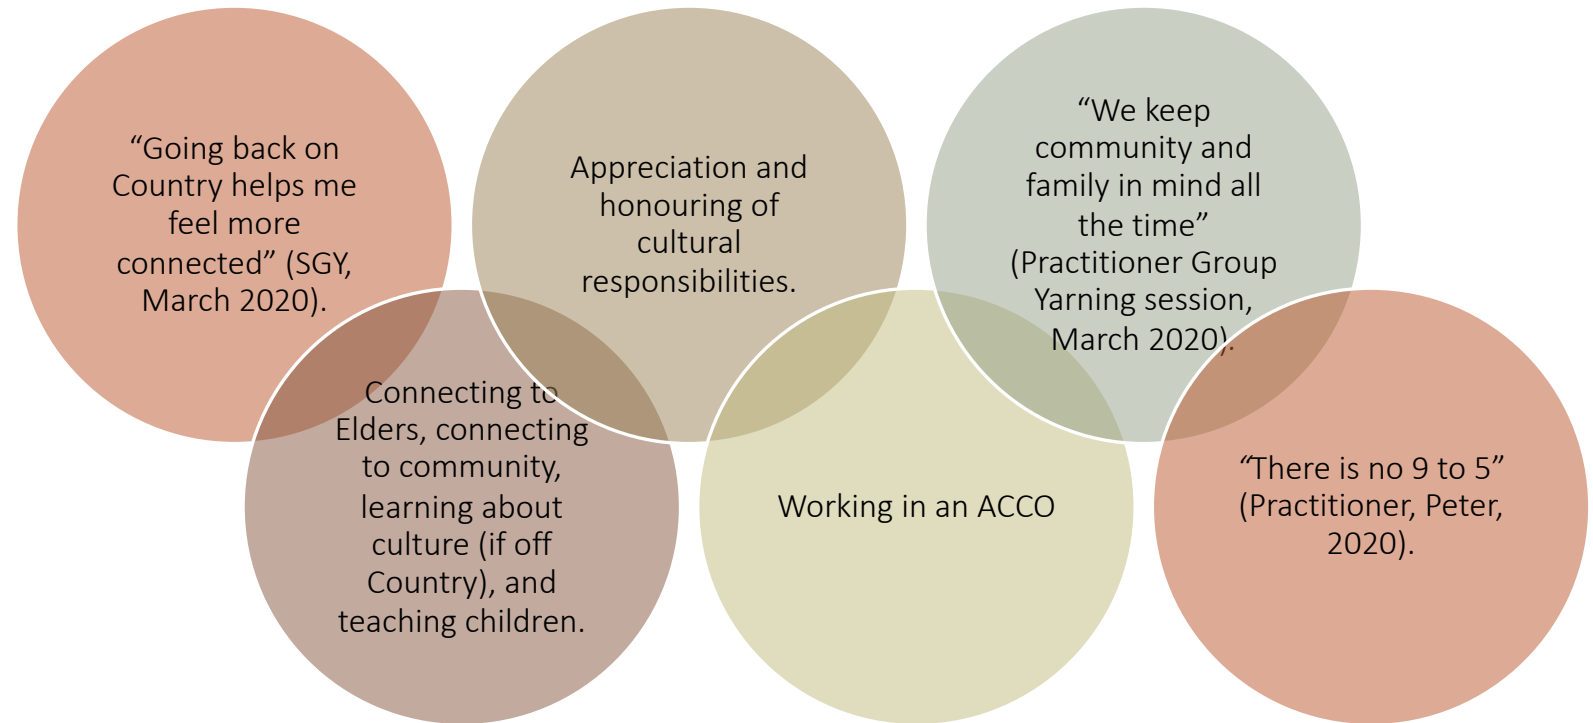 “Going back on
Country helps me
feel more
connected” (SGY,
March 2020).
Connecting to
Elders, connecting
to community,
learning about
culture (if off
Country), and
teaching children.
Appreciation and
honouring of
cultural
responsibilities.
Working in an ACCO
“We keep
community and
family in mind all
the time”
(Practitioner Group
Yarning session,
March 2020).
“There is no 9 to 5”
(Practitioner, Peter,
2020).